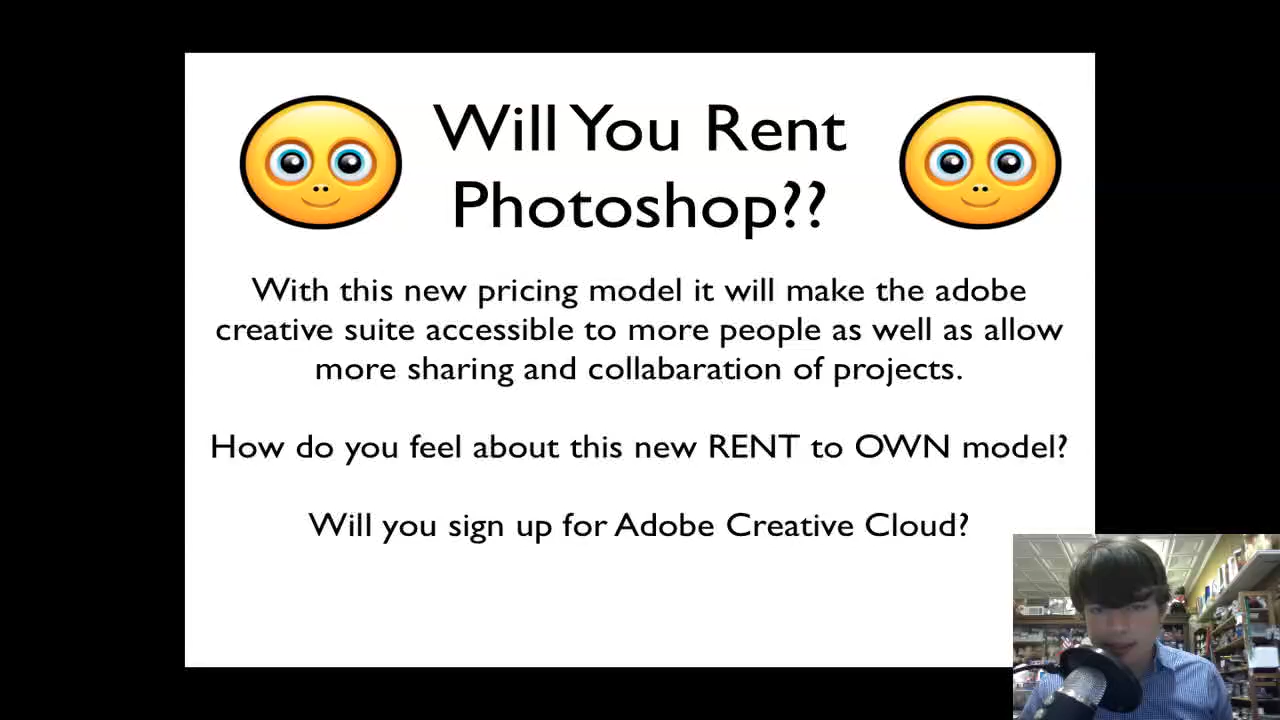 Will You Rent
Photoshop??
With this new pricing model it will make the adobe
creative suite accessible to more people as well as allow
more sharing and collabaration of projects.
How do you feel about this new RENT to OWN model?
Will you sign up for Adobe Creative Cloud?